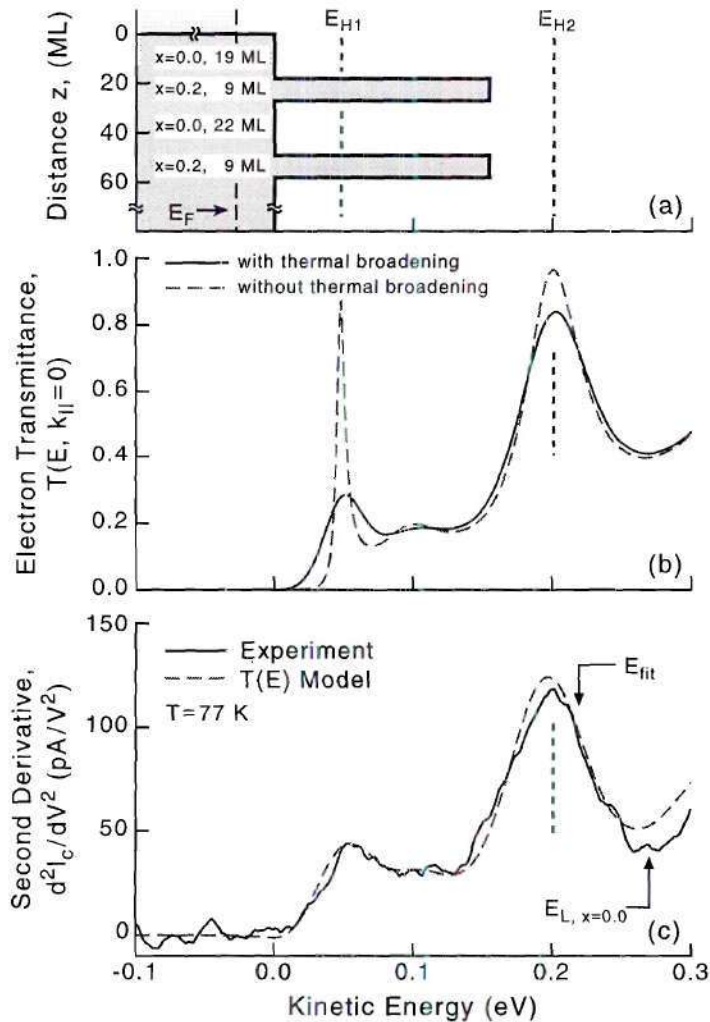 E_H1 E_H2
Distance z, (ML)
0
20
40
60
x=0.0, 19 ML
x=0.2, 9 ML
x=0.0, 22 ML
x=0.2, 9 ML
E_F →
(a)
Electron Transmittance,
T(E, k_||=0)
1.0
0.8
0.6
0.4
0.2
0.0
with thermal broadening
without thermal broadening
(b)
Second Derivative,
d²I_c/dV² (pA/V²)
150
100
50
0
Experiment
T(E) Model
T=77 K
E_fit
E_L, x=0.0
(c)
-0.1 0.0 0.1 0.2 0.3
Kinetic Energy (eV)